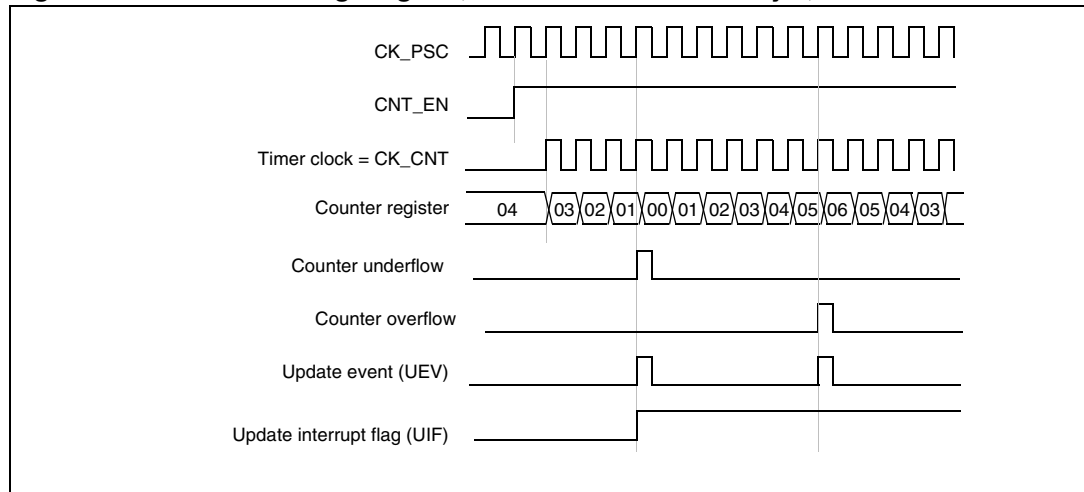 CK_PSC
CNT_EN
Timer clock = CK_CNT
Counter register 04 03 02 01 00 01 02 03 04 05 06 05 04 03
Counter underflow
Counter overflow
Update event (UEV)
Update interrupt flag (UIF)